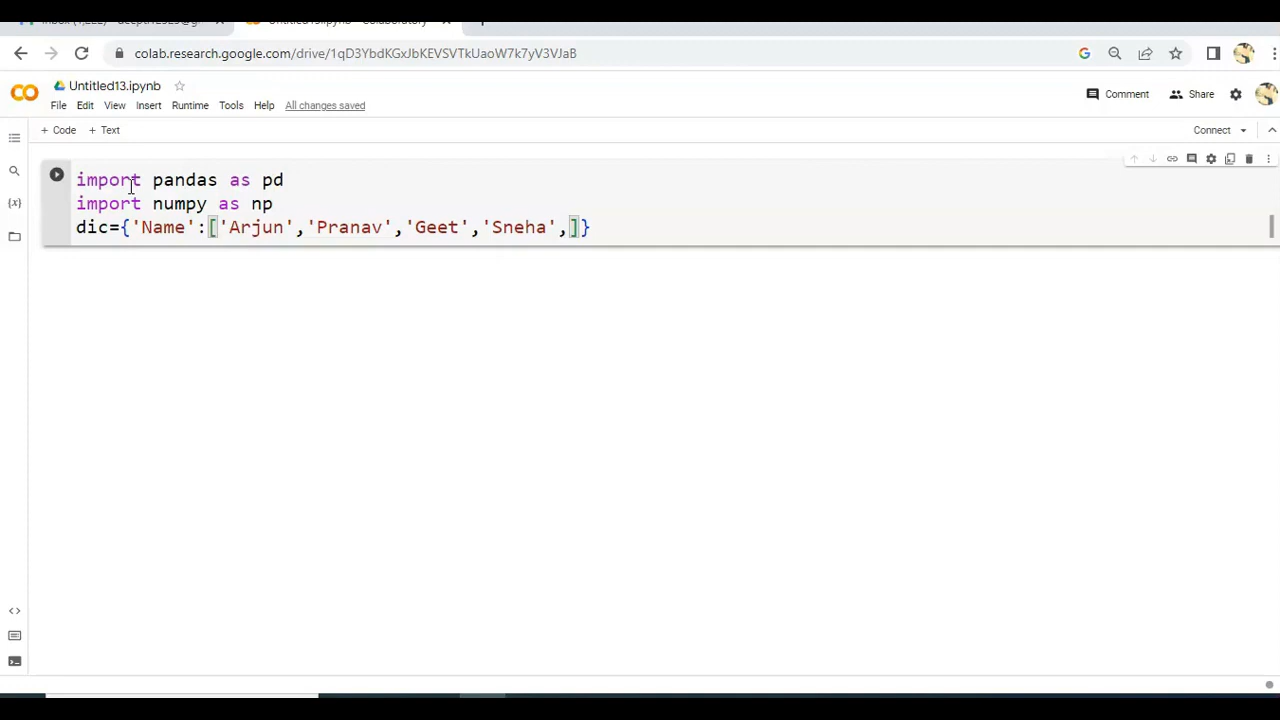 colab.research.google.com/drive/1qD3YbdKGxJbKEVSVTkUaoW7k7yV3VJaB
Untitled13.ipynb
Comment
Share
File Edit View Insert Runtime Tools Help All changes saved
+ Code + Text
Connect
import pandas as pd
import numpy as np
dic={'Name':['Arjun','Pranav','Geet','Sneha',]}